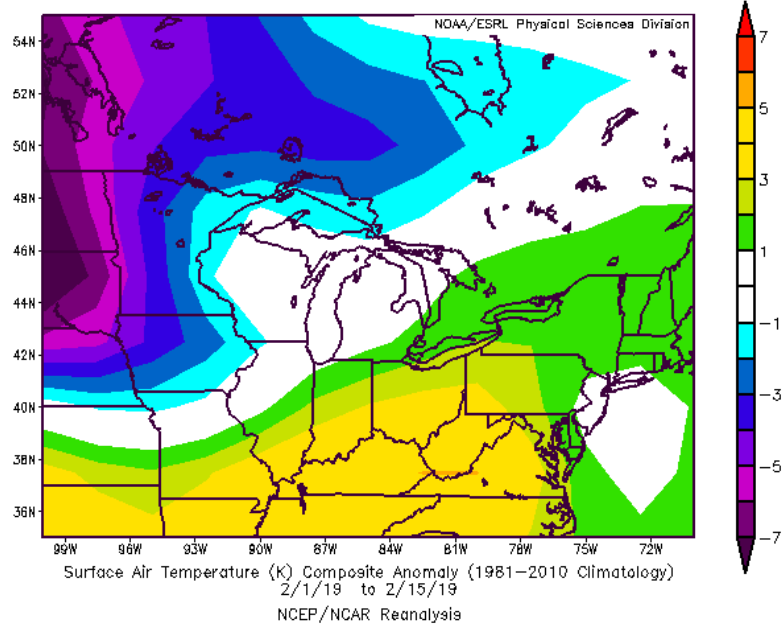 NOAA/ESRL Physical Sciences Division
54N
52N
50N
48N
46N
44N
42N
40N
38N
36N
99W 96W 93W 90W 87W 84W 81W 78W 75W 72W
7
5
3
1
-1
-3
-5
-7
Surface Air Temperature (K) Composite Anomaly (1981-2010 Climatology)
2/1/19 to 2/15/19
NCEP/NCAR Reanalysis